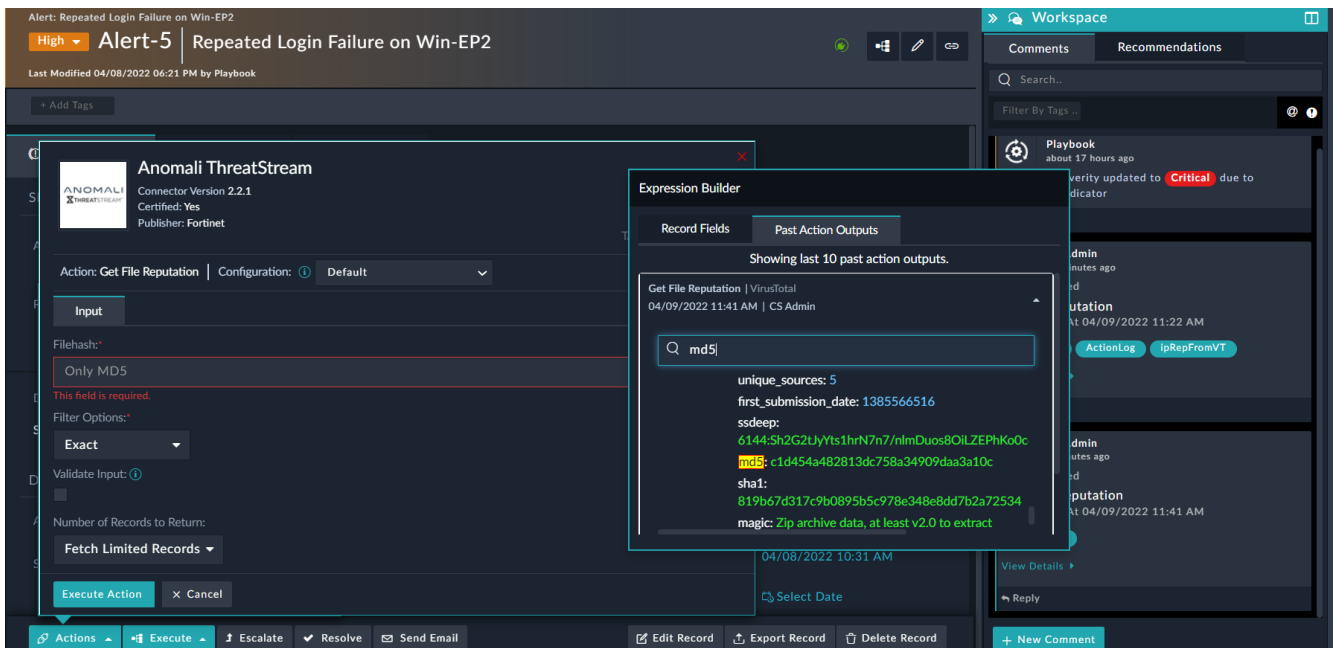 Alert: Repeated Login Failure on Win-EP2
High Alert-5 Repeated Login Failure on Win-EP2
Last Modified 04/08/2022 06:21 PM by Playbook
+ Add Tags
ANOMALI
THREATSTREAM
Anomali ThreatStream
Connector Version 2.2.1
Certified: Yes
Publisher: Fortinet
Action: Get File Reputation | Configuration: Default
Input
Filehash:*
Only MD5
This field is required.
Filter Options:*
Exact
Validate Input:
Number of Records to Return:
Fetch Limited Records
Execute Action
× Cancel
Expression Builder
Record Fields
Past Action Outputs
Showing last 10 past action outputs.
Get File Reputation | VirusTotal
04/09/2022 11:41 AM | CS Admin
md5
unique_sources: 5
first_submission_date: 1385566516
ssdeep:
6144:Sh2G2tJyYts1hrN7n7/nlmDuos8OiLZEPhKo0c
md5: c1d454a482813dc758a34909daa3a10c
sha1:
819b67d317c9b0895b5c978e348e8dd7b2a72534
magic: Zip archive data, at least v2.0 to extract
04/08/2022 10:31 AM
Select Date
Actions
Execute
Escalate
Resolve
Send Email
Edit Record
Export Record
Delete Record
Workspace
Comments
Recommendations
Search..
Filter By Tags ..
@
Playbook
about 17 hours ago
verity updated to Critical due to
dicator
dmin
inutes ago
ed
utation
At 04/09/2022 11:22 AM
ActionLog
ipRepFromVT
dmin
utes ago
ed
putation
At 04/09/2022 11:41 AM
View Details
Reply
+ New Comment